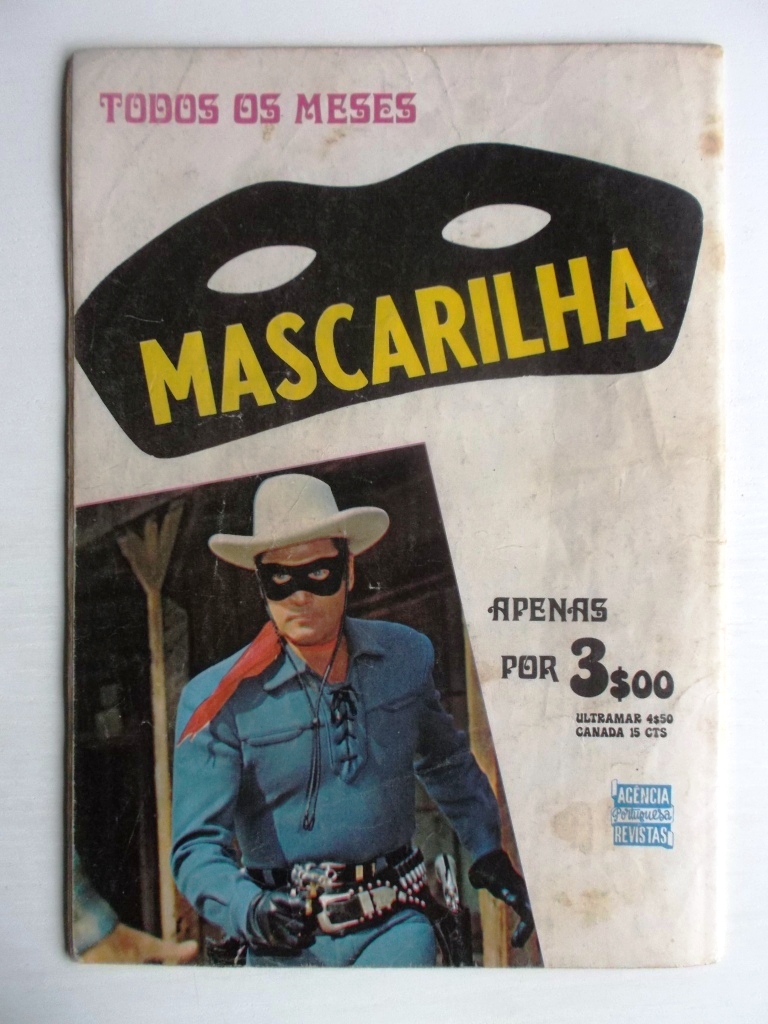 TODOS OS MESES
MASCARILHA
APENAS
POR 3$00
ULTRAMAR 4$50
CANADA 15 CTS
AGÊNCIA
Portuguesa
REVISTAS